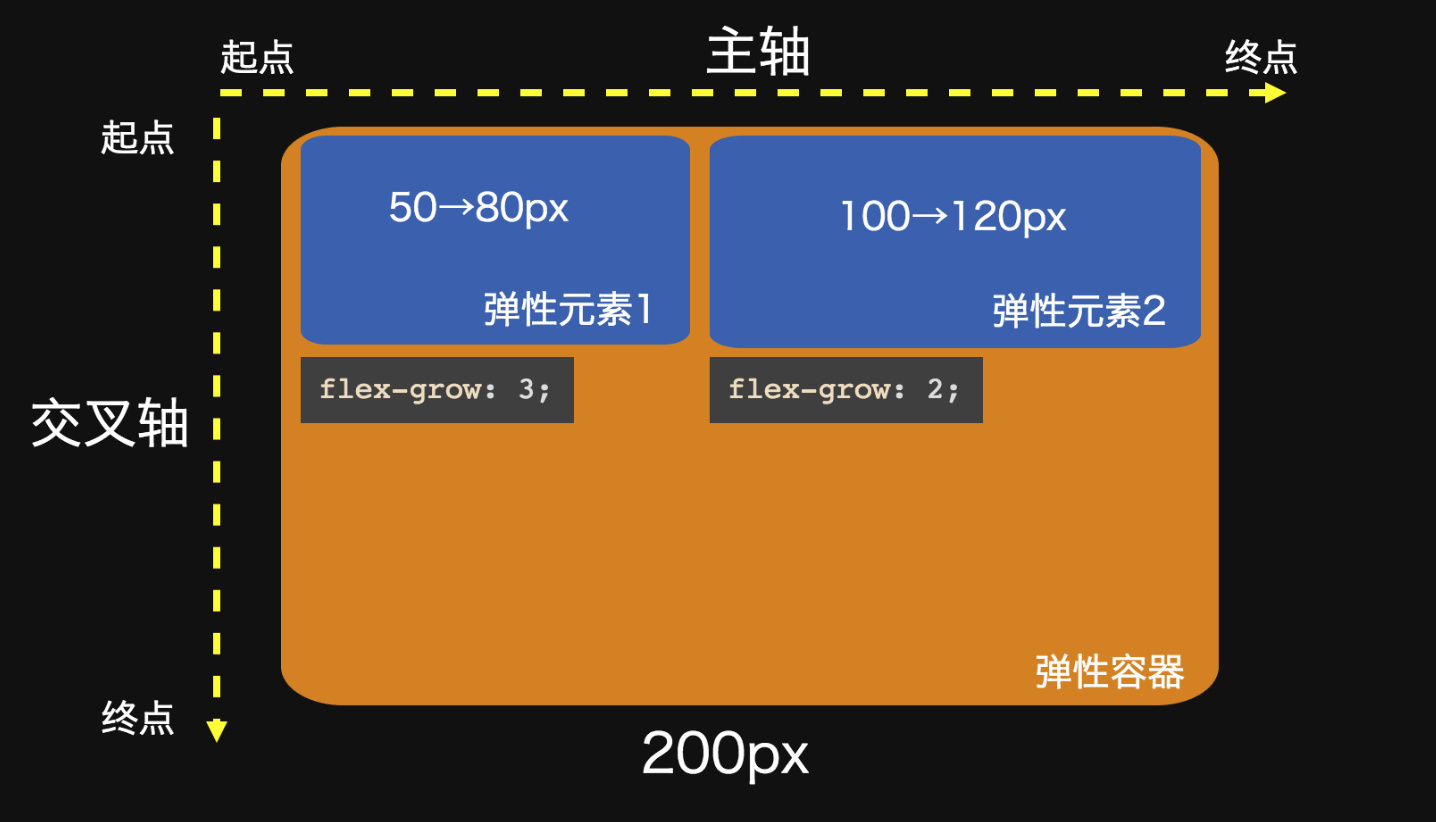 主轴
起点
终点
起点
50→80px
100→120px
弹性元素1
弹性元素2
flex-grow: 3;
flex-grow: 2;
交叉轴
弹性容器
终点
200px